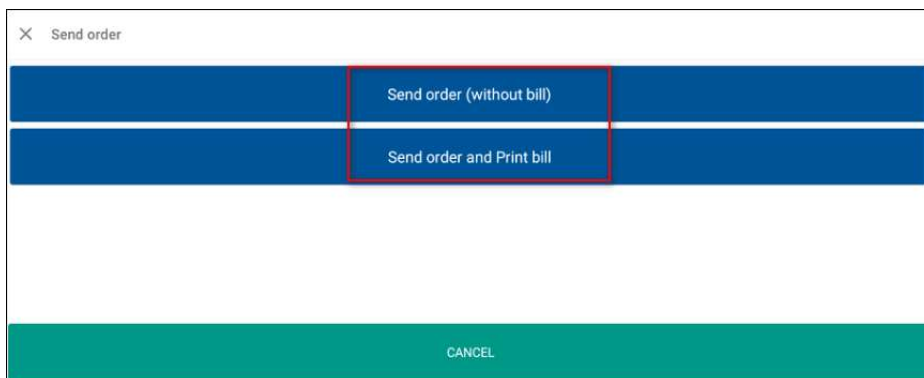 Send order
Send order (without bill)
Send order and Print bill
CANCEL